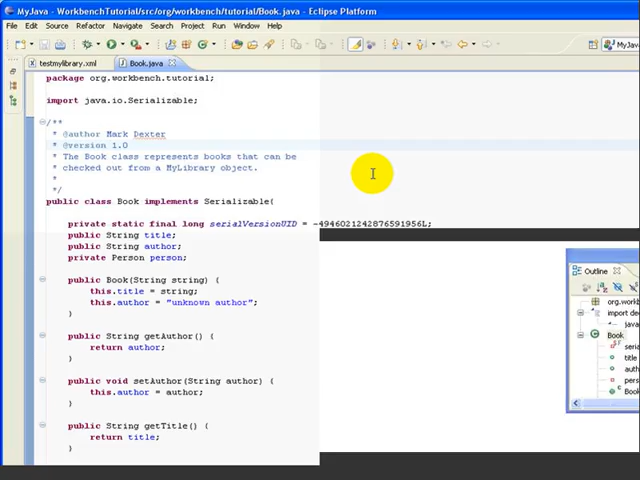 MyJava - WorkbenchTutorial/src/org/workbench/tutorial/Book.java - Eclipse Platform
File Edit Source Refactor Navigate Search Project Run Window Help
MyJava
testmylibrary.xml Book.java
package org.workbench.tutorial;
import java.io.Serializable;
/**
* @author Mark Dexter
* @version 1.0
* The Book class represents books that can be
* checked out from a MyLibrary object.
*
*/
public class Book implements Serializable{
private static final long serialVersionUID = -4946021242876591956L;
public String title;
public String author;
private Person person;
public Book(String string) {
this.title = string;
this.author = "unknown author";
}
public String getAuthor() {
return author;
}
public void setAuthor(String author) {
this.author = author;
}
public String getTitle() {
return title;
}
Outline
org.work
import dec
java
Book
seria
title
auth
pers
Book